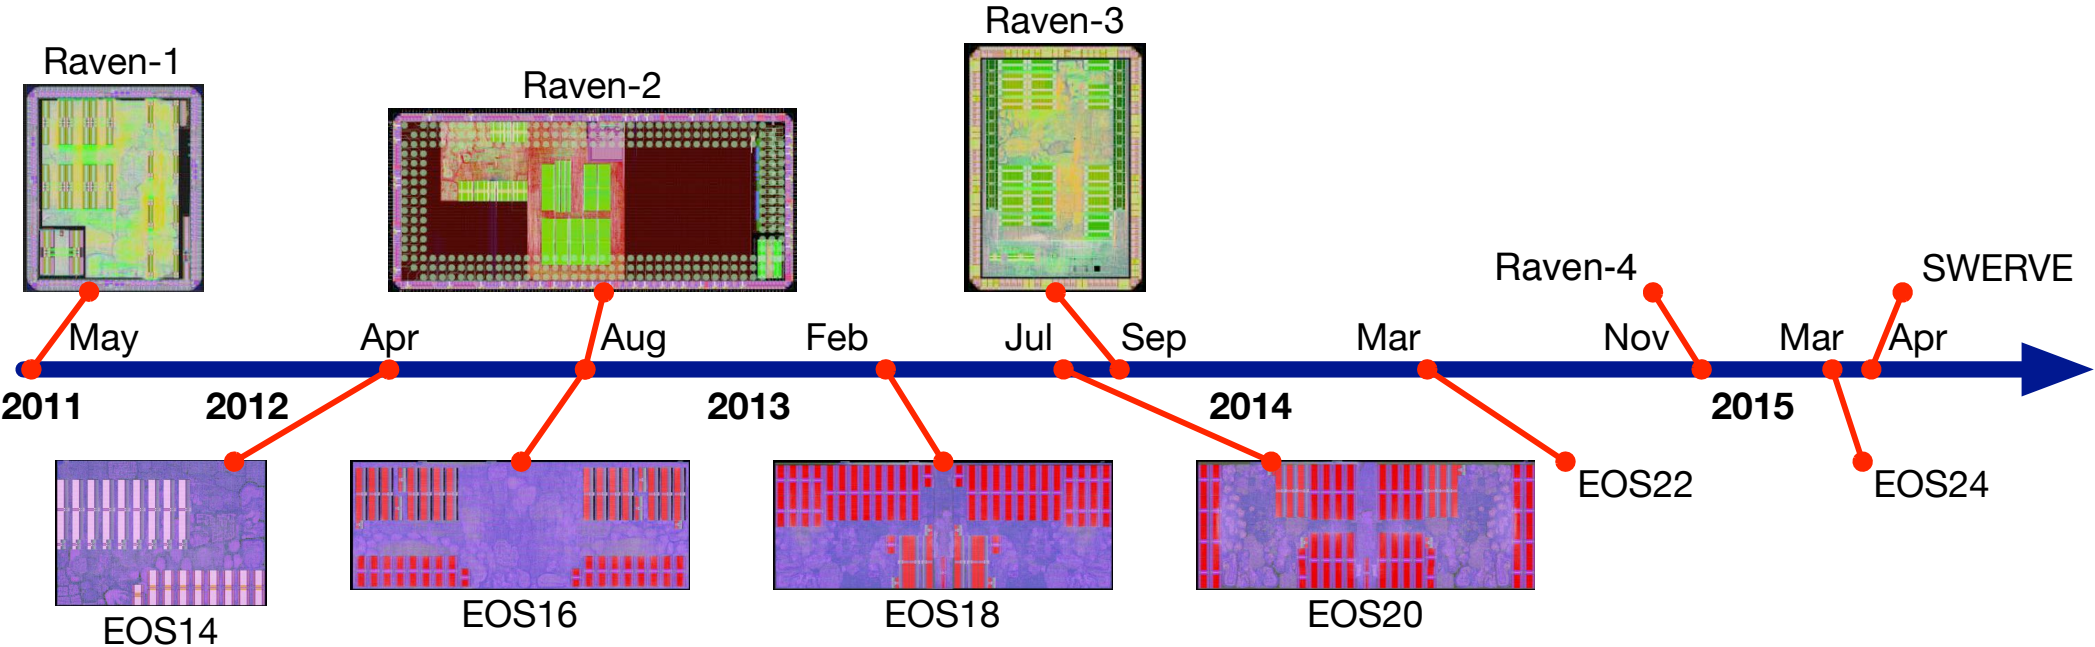 Raven-3
Raven-1
Raven-2
Raven-4
SWERVE
May
Apr
Aug
Feb
Jul
Sep
Mar
Nov
Mar
Apr
2011
2012
2013
2014
2015
EOS22
EOS24
EOS16
EOS18
EOS20
EOS14